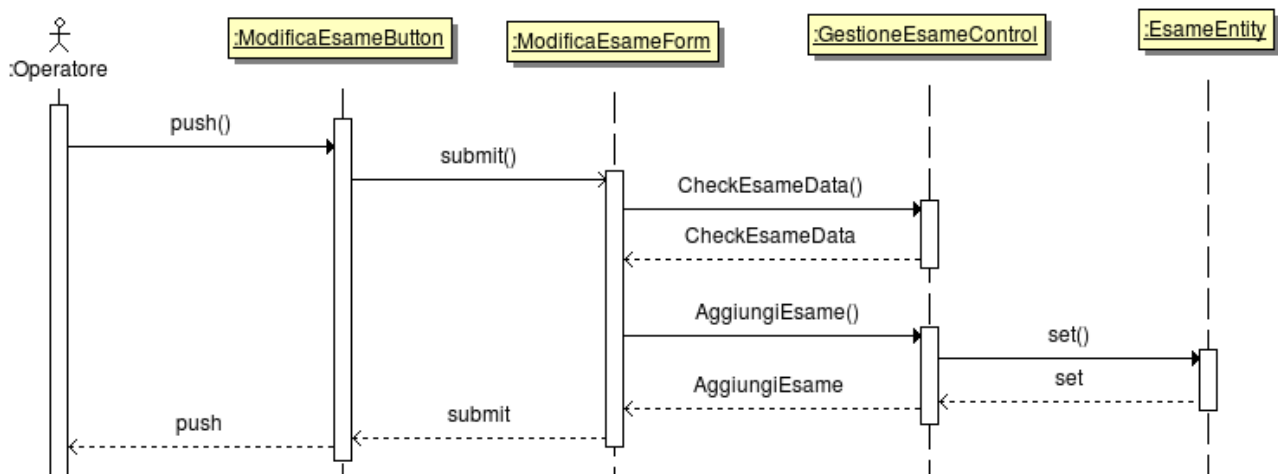 :Operatore
:ModificaEsameButton
:ModificaEsameForm
:GestioneEsameControl
:EsameEntity
push()
submit()
CheckEsameData()
CheckEsameData
AggiungiEsame()
set()
set
AggiungiEsame
submit
push